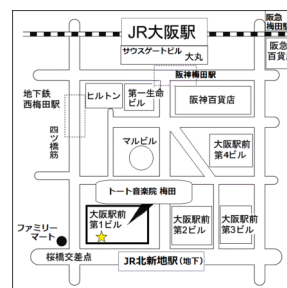 JR大阪駅
サウスゲートビル
大丸
阪急
梅田駅
阪急
百貨
阪神梅田駅
地下鉄
西梅田駅
ヒルトン
第一生命
ビル
阪神百貨店
四ツ橋筋
マルビル
大阪駅前
第4ビル
トート音楽院 梅田
大阪駅前
第1ビル
大阪駅前
第2ビル
大阪駅前
第3ビル
ファミリー
マート
桜橋交差点
JR北新地駅(地下)